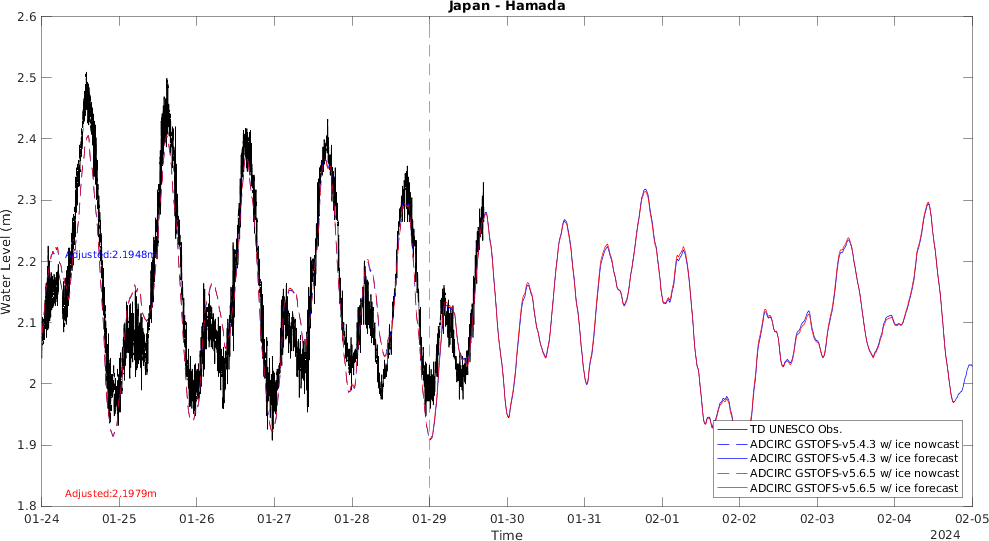 Japan - Hamada
2.6
2.5
2.4
2.3
2.2
2.1
2
1.9
1.8
Water Level (m)
Adjusted:2.1948m
Adjusted:2.1979m
TD UNESCO Obs.
ADCIRC GSTOFS-v5.4.3 w/ ice nowcast
ADCIRC GSTOFS-v5.4.3 w/ ice forecast
ADCIRC GSTOFS-v5.6.5 w/ ice nowcast
ADCIRC GSTOFS-v5.6.5 w/ ice forecast
01-24 01-25 01-26 01-27 01-28 01-29 01-30 01-31 02-01 02-02 02-03 02-04 02-05
Time
2024